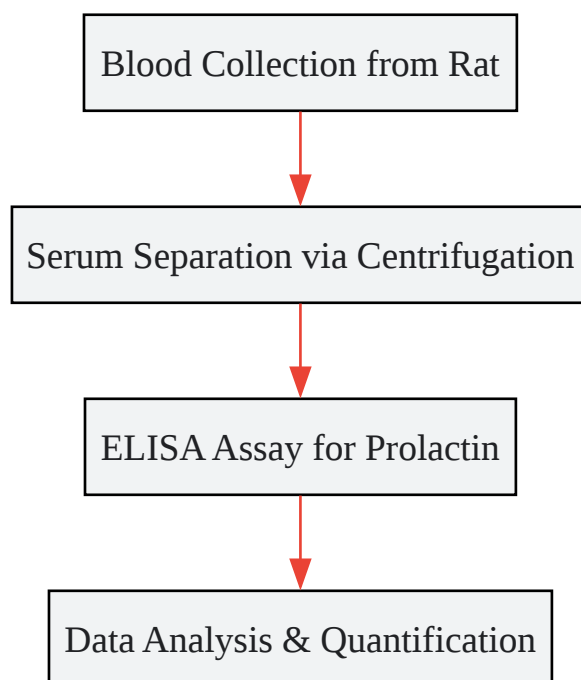 Blood Collection from Rat
Serum Separation via Centrifugation
ELISA Assay for Prolactin
Data Analysis & Quantification